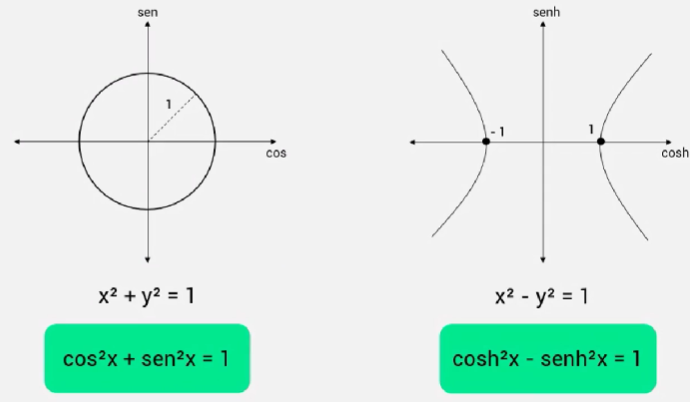 sen
1
cos
x² + y² = 1
cos²x + sen²x = 1
senh
- 1
1
cosh
x² - y² = 1
cosh²x - senh²x = 1